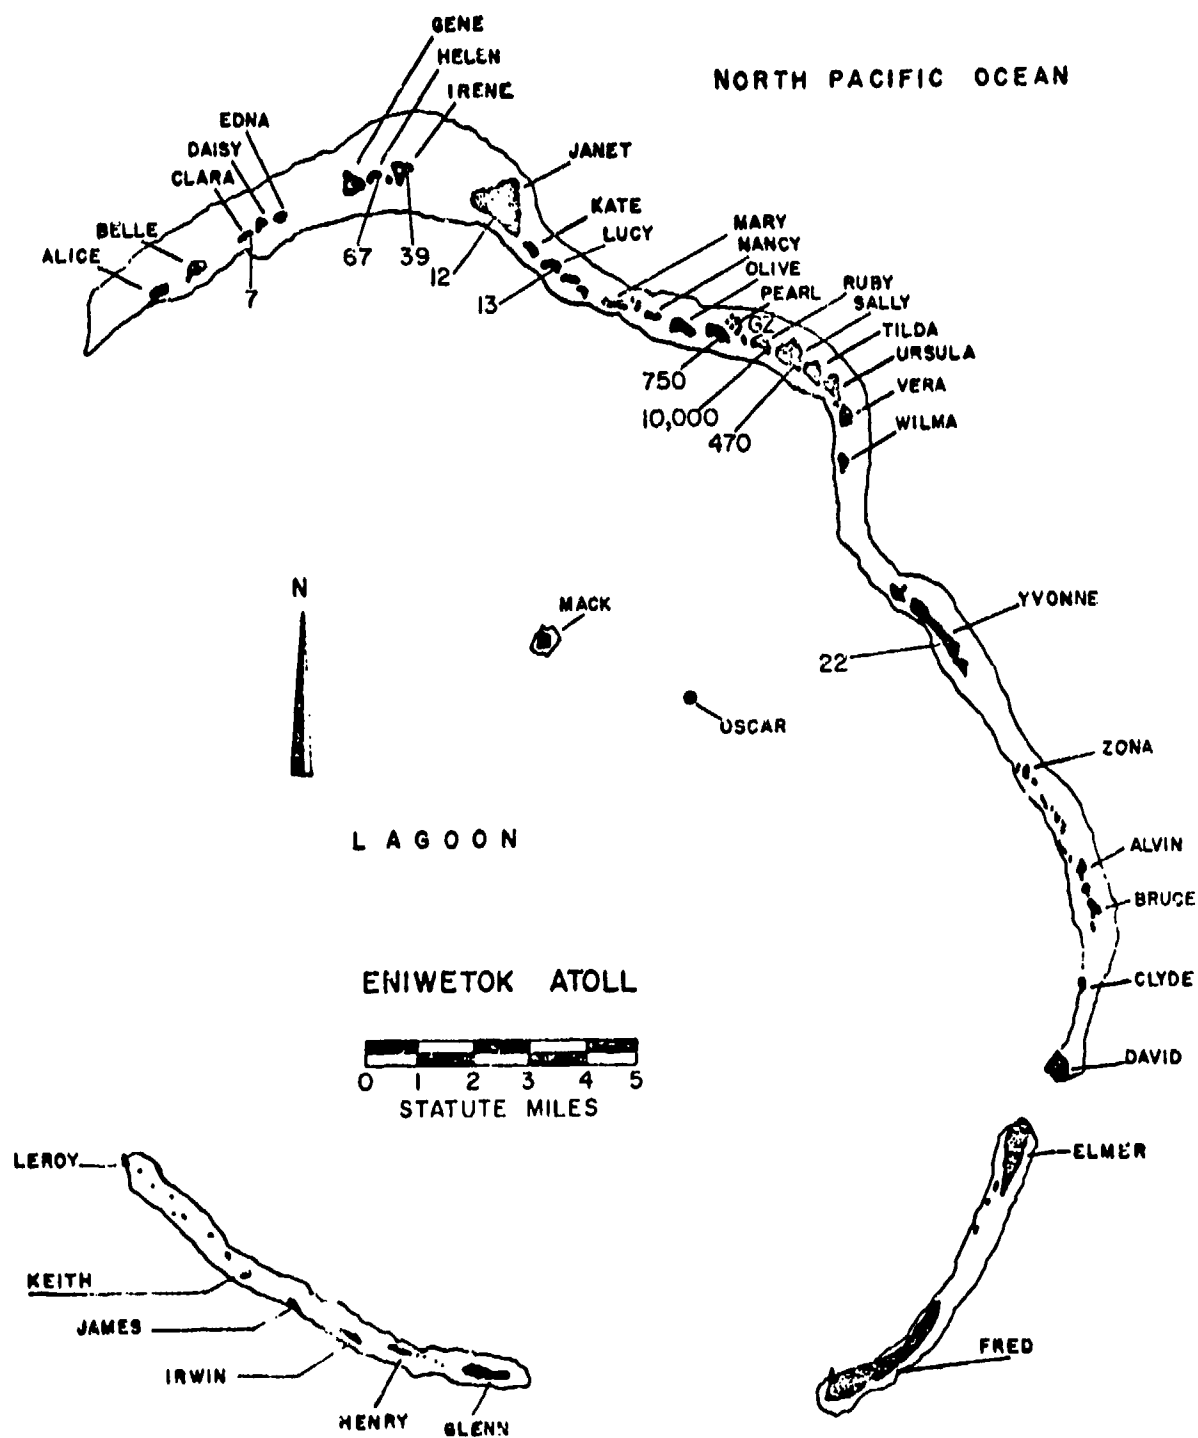 GENE
HELEN
IRENE
NORTH PACIFIC OCEAN
EDNA
DAISY
CLARA
BELLE
ALICE
JANET
KATE
LUCY
MARY
NANCY
OLIVE
PEARL
RUBY
SALLY
TILDA
URSULA
VERA
WILMA
7
67
39
12
13
GZ
750
10,000
470
N
MACK
OSCAR
YVONNE
22
ZONA
LAGOON
ALVIN
BRUCE
CLYDE
DAVID
ENIWETOK ATOLL
0 1 2 3 4 5
STATUTE MILES
LEROY
KEITH
JAMES
IRWIN
HENRY
GLENN
ELMER
FRED